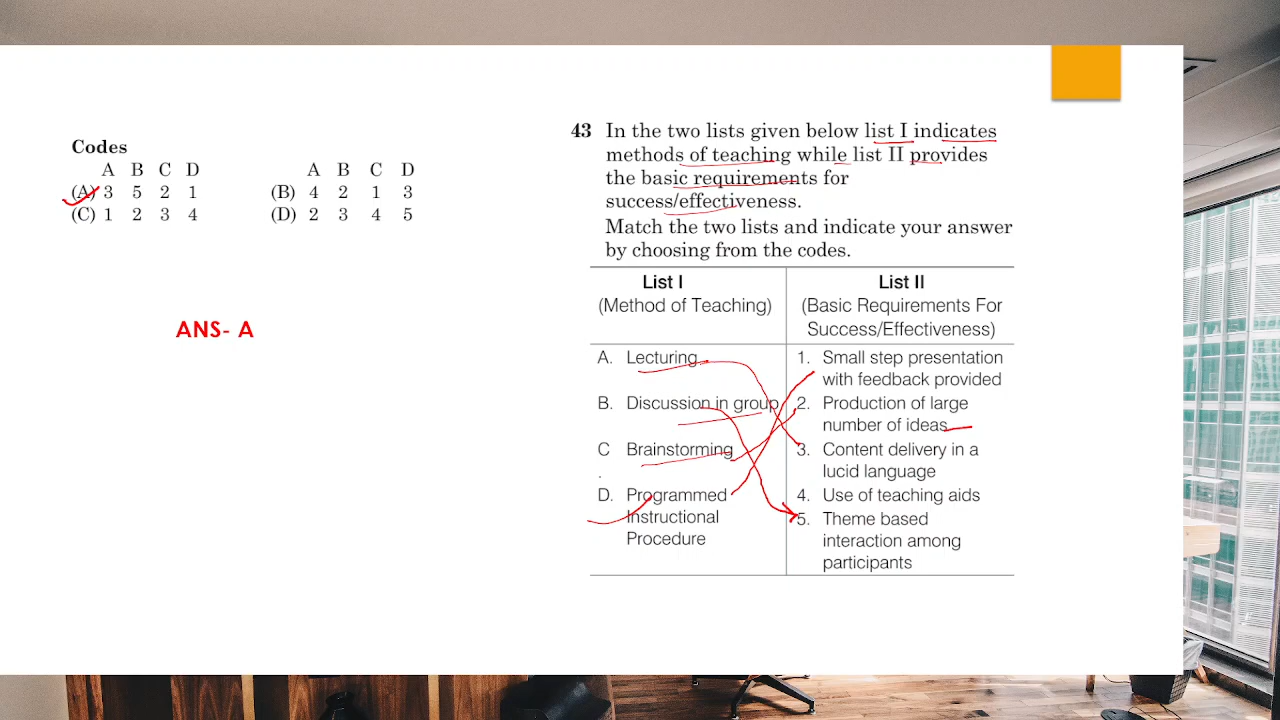 Codes
A B C D A B C D
(A) 3 5 2 1 (B) 4 2 1 3
(C) 1 2 3 4 (D) 2 3 4 5
ANS- A
43 In the two lists given below list I indicates
methods of teaching while list II provides
the basic requirements for
success/effectiveness.
Match the two lists and indicate your answer
by choosing from the codes.
List I List II
(Method of Teaching) (Basic Requirements For
Success/Effectiveness)
A. Lecturing 1. Small step presentation
with feedback provided
B. Discussion in group 2. Production of large
number of ideas
C Brainstorming 3. Content delivery in a
. lucid language
D. Programmed 4. Use of teaching aids
Instructional 5. Theme based
Procedure interaction among
participants